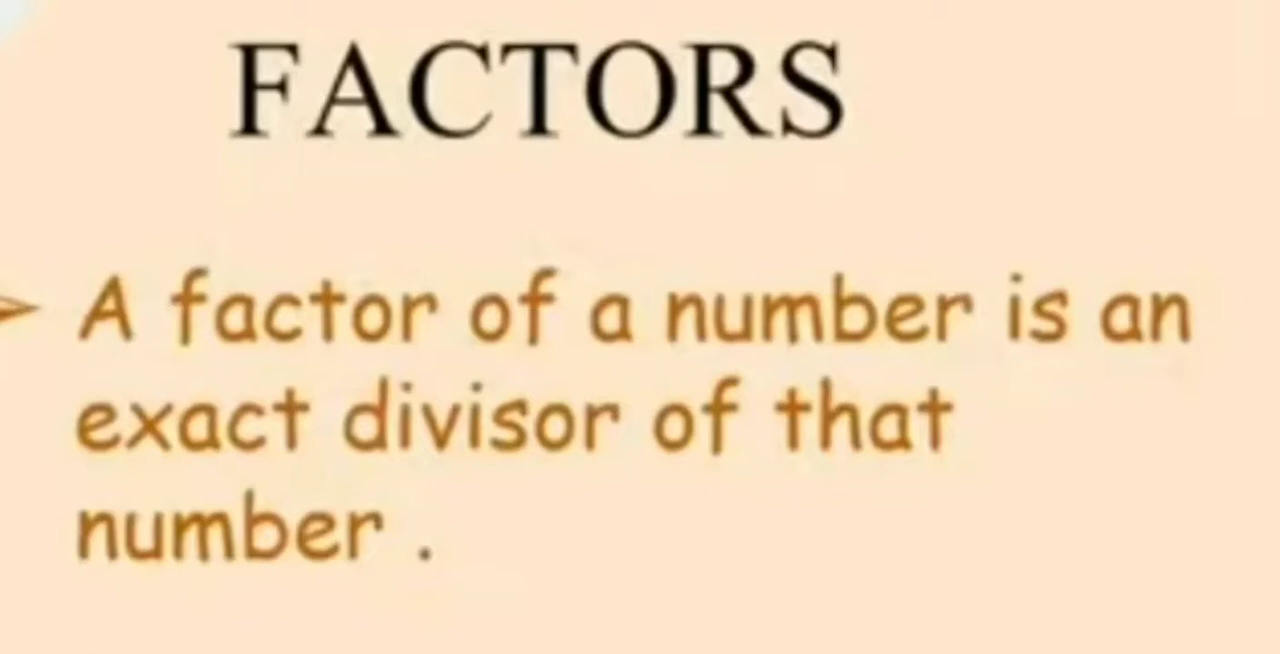 FACTORS
A factor of a number is an
exact divisor of that
number .